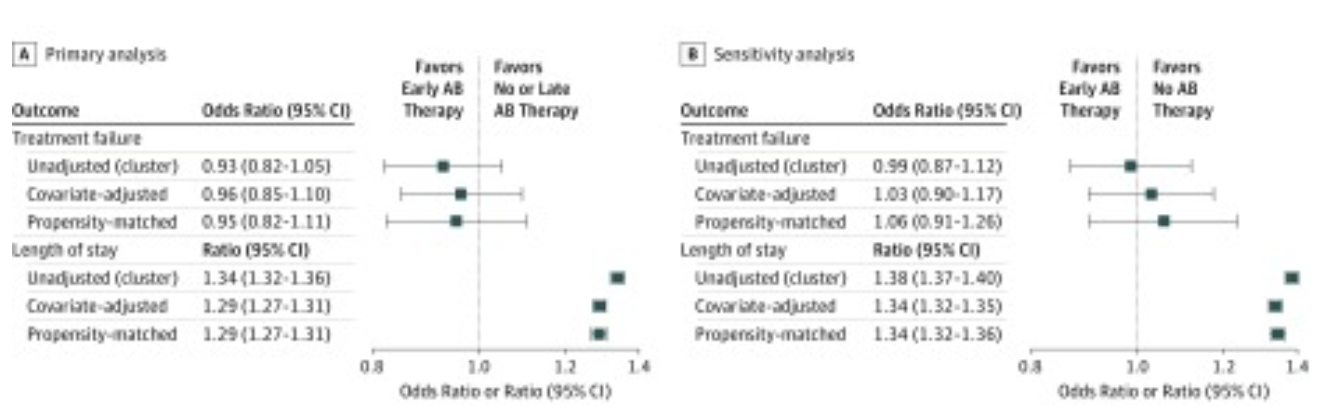 A Primary analysis
Favors Early AB Therapy
Favors No or Late AB Therapy
Outcome Odds Ratio (95% CI)
Treatment failure
Unadjusted (cluster) 0.93 (0.82-1.05)
Covariate-adjusted 0.96 (0.85-1.10)
Propensity-matched 0.95 (0.82-1.11)
Length of stay Ratio (95% CI)
Unadjusted (cluster) 1.34 (1.32-1.36)
Covariate-adjusted 1.29 (1.27-1.31)
Propensity-matched 1.29 (1.27-1.31)
0.8 1.0 1.2 1.4
Odds Ratio or Ratio (95% CI)
B Sensitivity analysis
Favors Early AB Therapy
Favors No AB Therapy
Outcome Odds Ratio (95% CI)
Treatment failure
Unadjusted (cluster) 0.99 (0.87-1.12)
Covariate-adjusted 1.03 (0.90-1.17)
Propensity-matched 1.06 (0.91-1.26)
Length of stay Ratio (95% CI)
Unadjusted (cluster) 1.38 (1.37-1.40)
Covariate-adjusted 1.34 (1.32-1.35)
Propensity-matched 1.34 (1.32-1.36)
0.8 1.0 1.2 1.4
Odds Ratio or Ratio (95% CI)